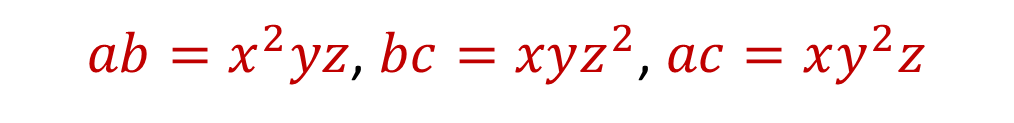 ab = x²yz, bc = xyz², ac = xy²z